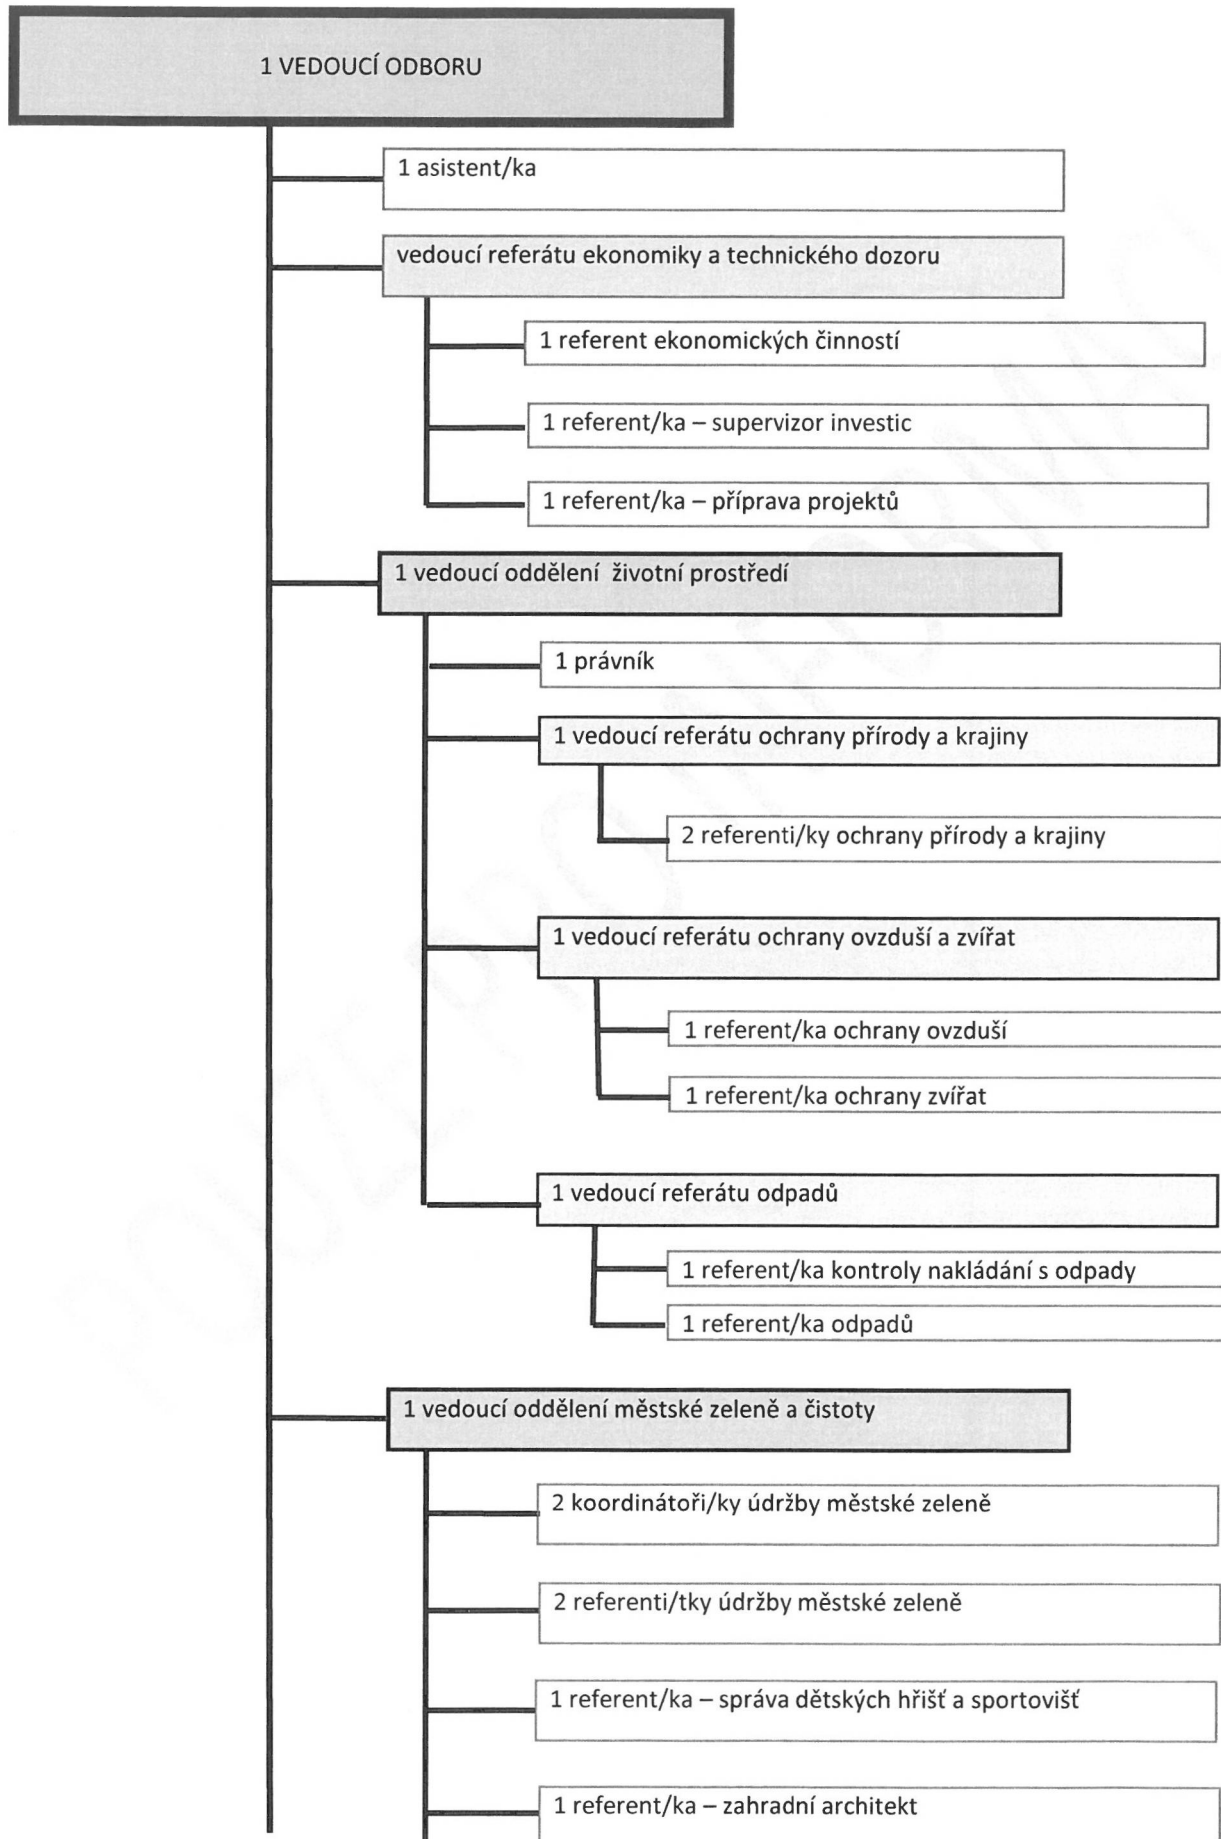 1 VEDOUCÍ ODBORU
1 asistent/ka
vedoucí referátu ekonomiky a technického dozoru
1 referent ekonomických činností
1 referent/ka – supervizor investic
1 referent/ka – příprava projektů
1 vedoucí oddělení životní prostředí
1 právník
1 vedoucí referátu ochrany přírody a krajiny
2 referenti/ky ochrany přírody a krajiny
1 vedoucí referátu ochrany ovzduší a zvířat
1 referent/ka ochrany ovzduší
1 referent/ka ochrany zvířat
1 vedoucí referátu odpadů
1 referent/ka kontroly nakládání s odpady
1 referent/ka odpadů
1 vedoucí oddělení městské zeleně a čistoty
2 koordinátoři/ky údržby městské zeleně
2 referenti/tky údržby městské zeleně
1 referent/ka – správa dětských hřišť a sportovišť
1 referent/ka – zahradní architekt